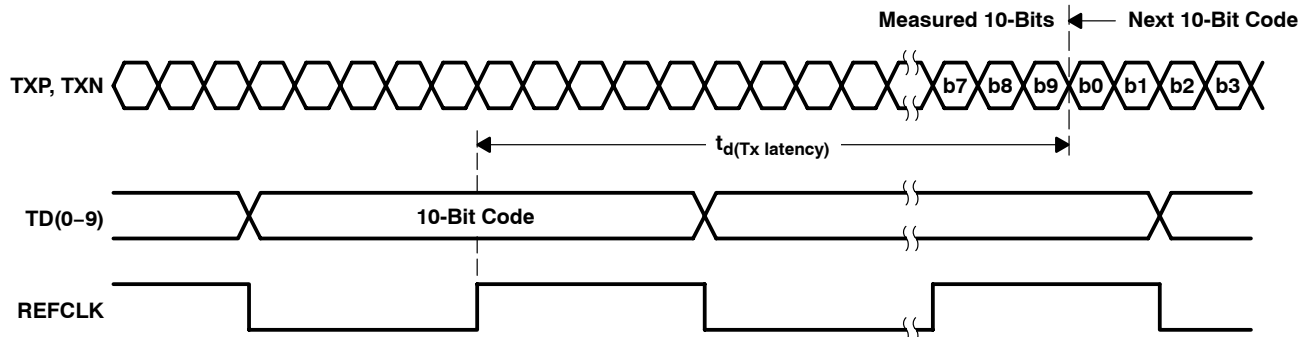 Measured 10-Bits Next 10-Bit Code
TXP, TXN b7 b8 b9 b0 b1 b2 b3
td(Tx latency)
TD(0−9) 10-Bit Code
REFCLK